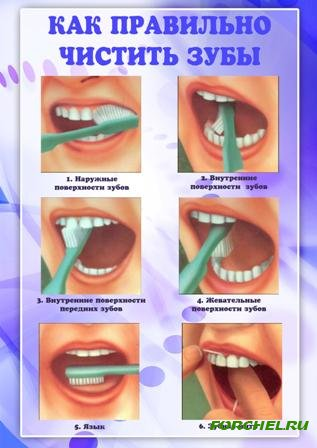 КАК ПРАВИЛЬНО
ЧИСТИТЬ ЗУБЫ
1. Наружные
поверхности зубов
2. Внутренние
поверхности зубов
3. Внутренние поверхности
передних зубов
4. Жевательные
поверхности зубов
5. Язык
6.
FORCHEL.RU